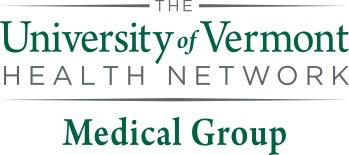 THE
University of Vermont
HEALTH NETWORK
Medical Group